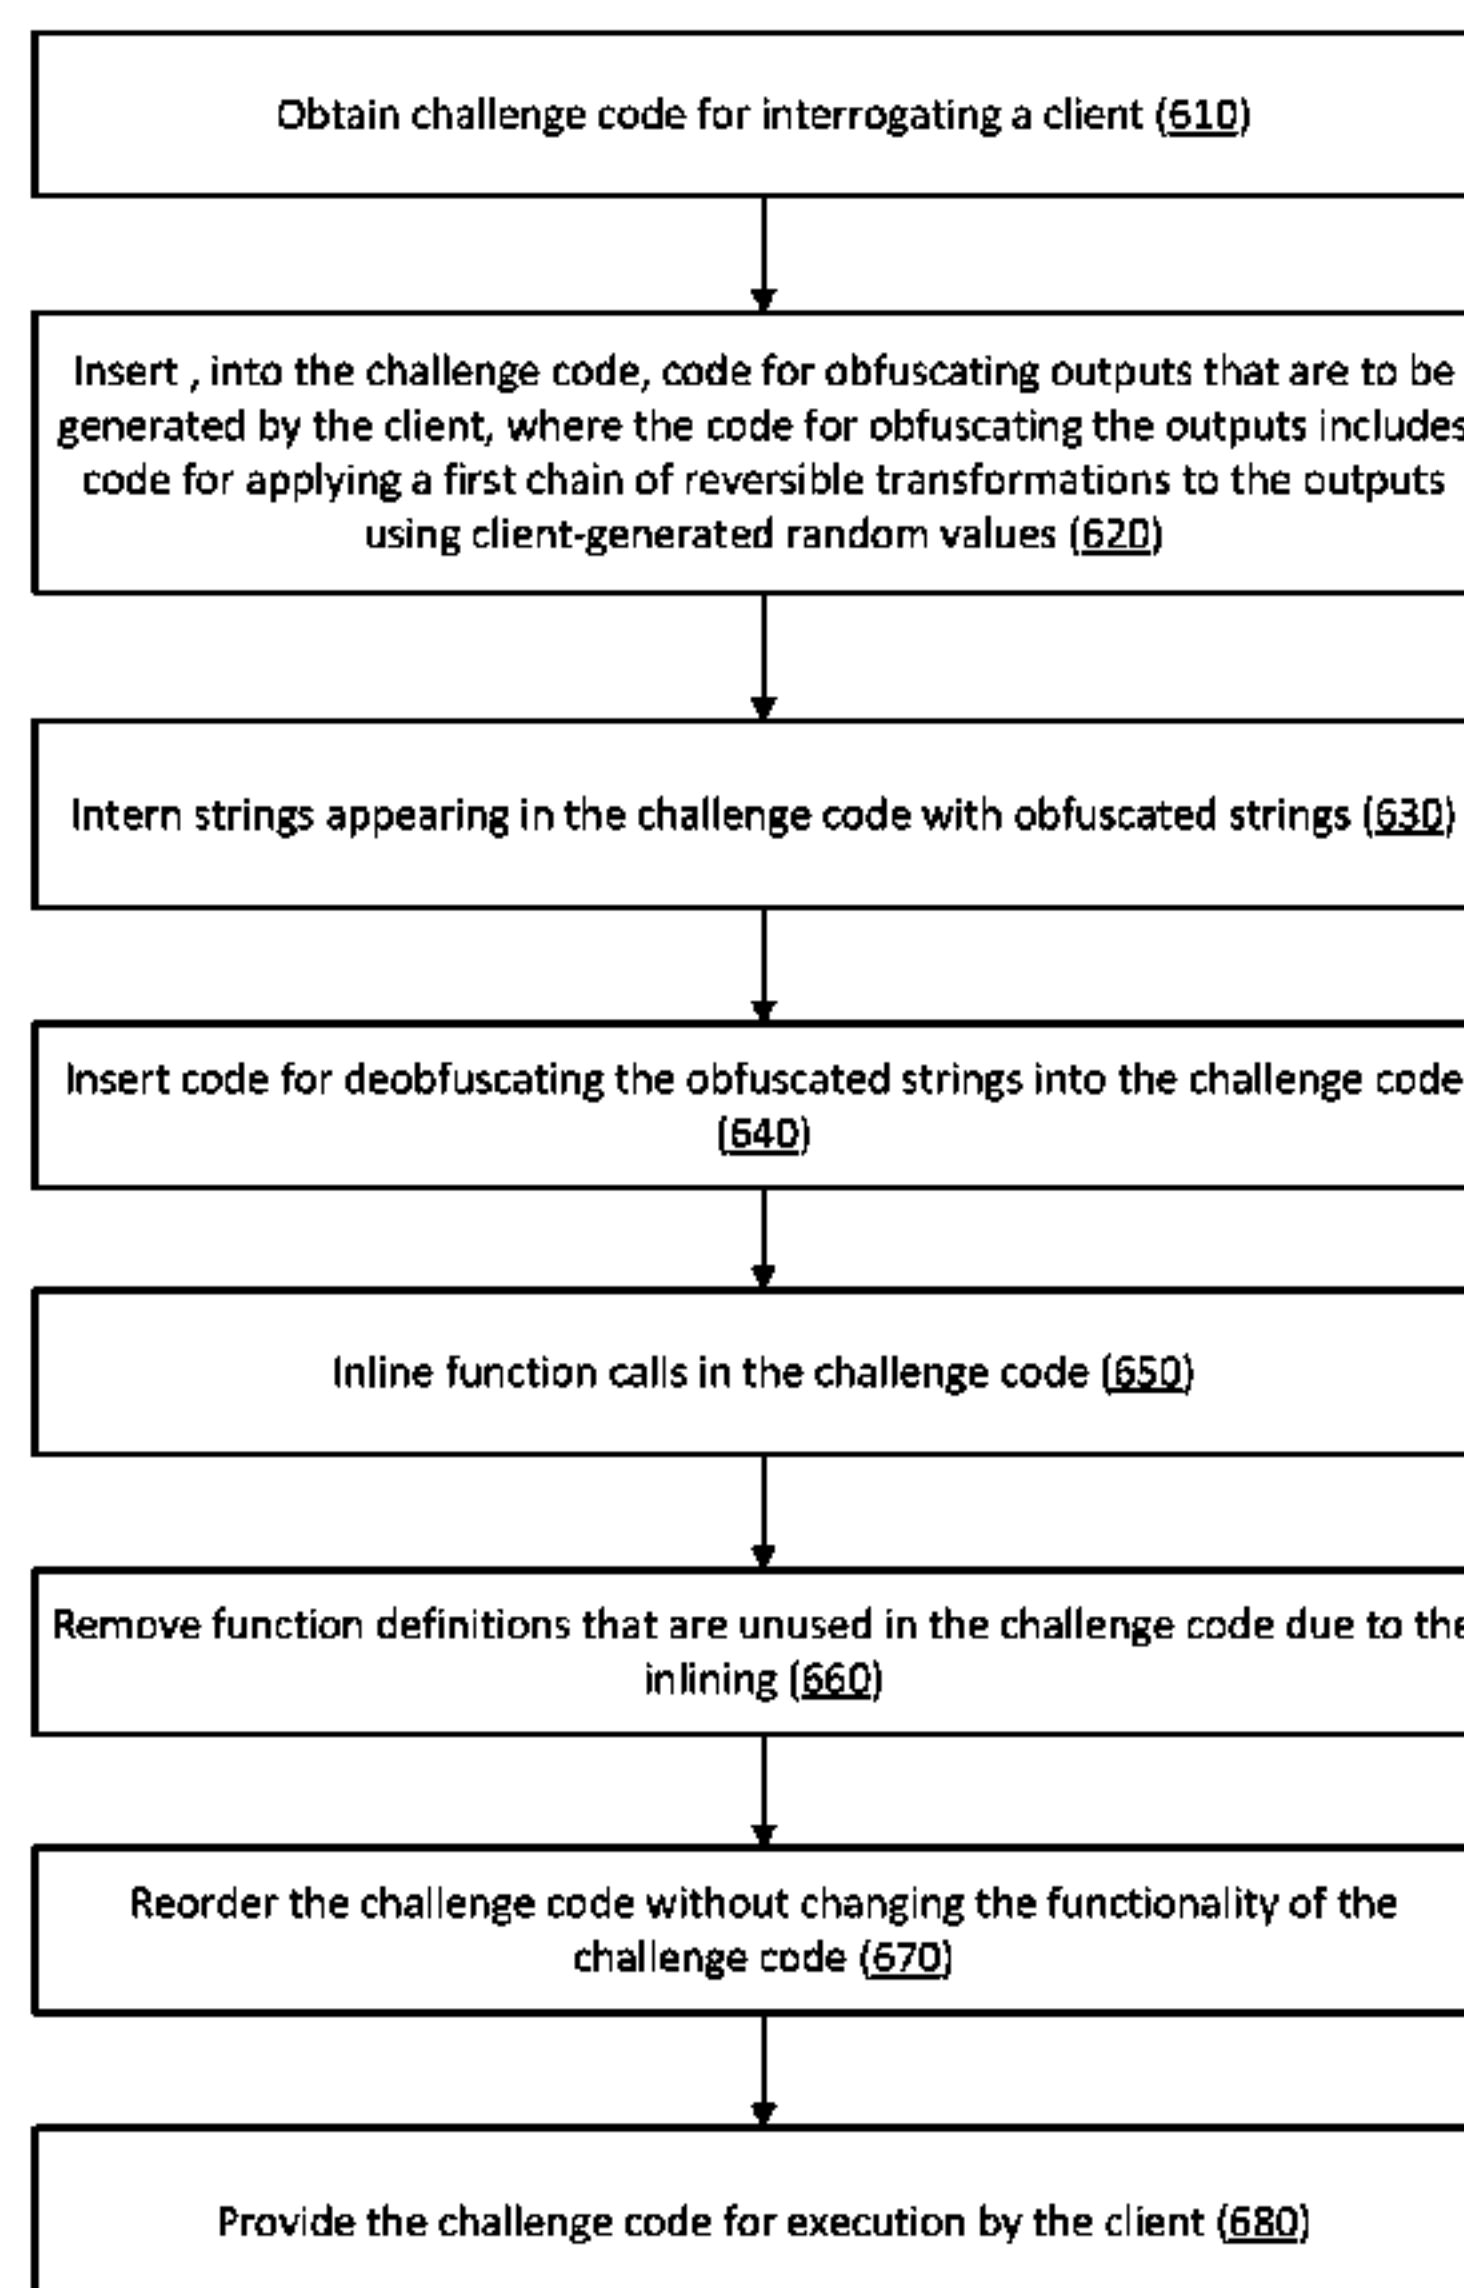 Obtain challenge code for interrogating a client (610)
Insert , into the challenge code, code for obfuscating outputs that are to be
generated by the client, where the code for obfuscating the outputs includes
code for applying a first chain of reversible transformations to the outputs
using client-generated random values (620)
Intern strings appearing in the challenge code with obfuscated strings (630)
Insert code for deobfuscating the obfuscated strings into the challenge code
(640)
Inline function calls in the challenge code (650)
Remove function definitions that are unused in the challenge code due to the
inlining (660)
Reorder the challenge code without changing the functionality of the
challenge code (670)
Provide the challenge code for execution by the client (680)